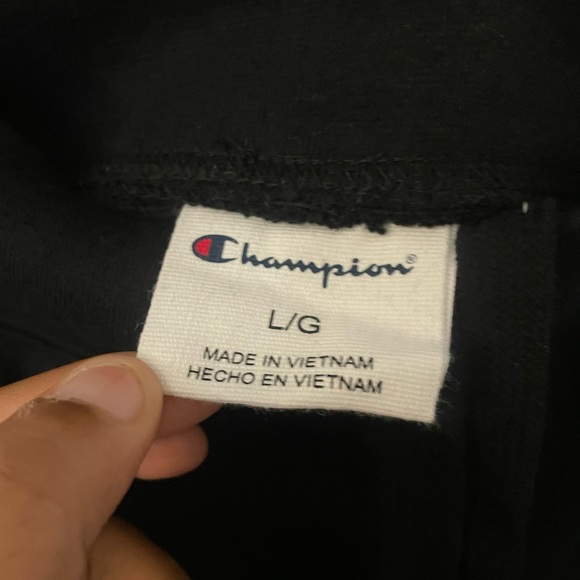 Champion®
L/G
MADE IN VIETNAM
HECHO EN VIETNAM